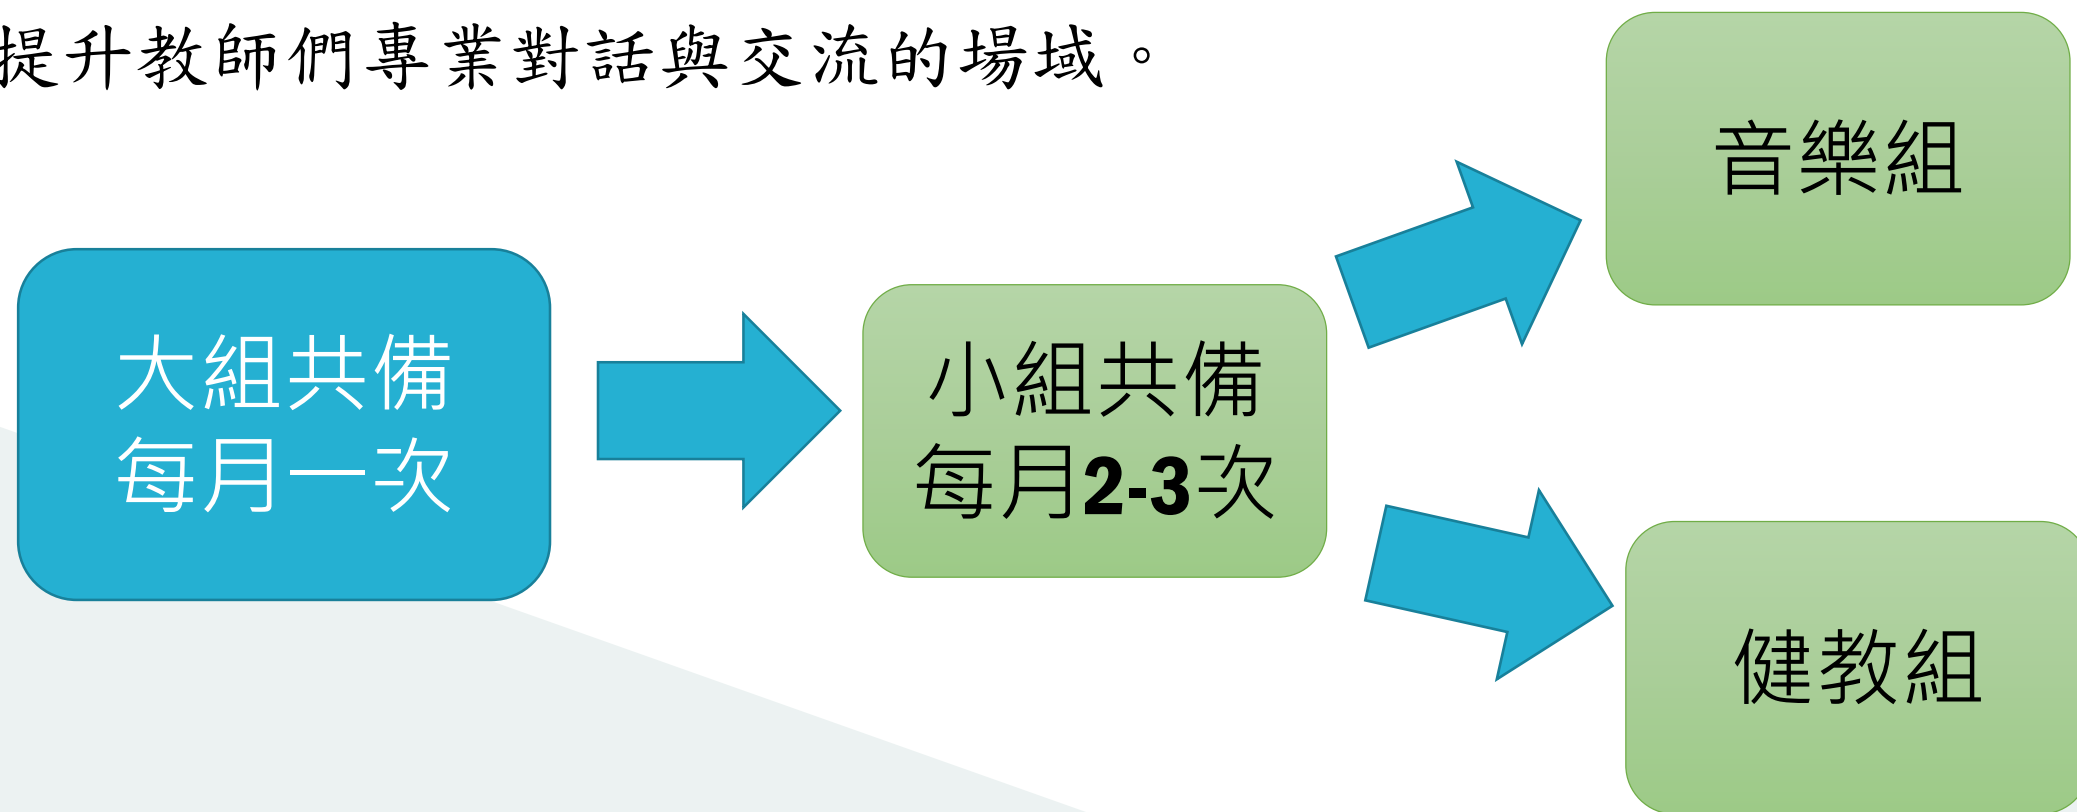 提升教師們專業對話與交流的場域。
大組共備
每月一次
小組共備
每月2-3次
音樂組
健教組